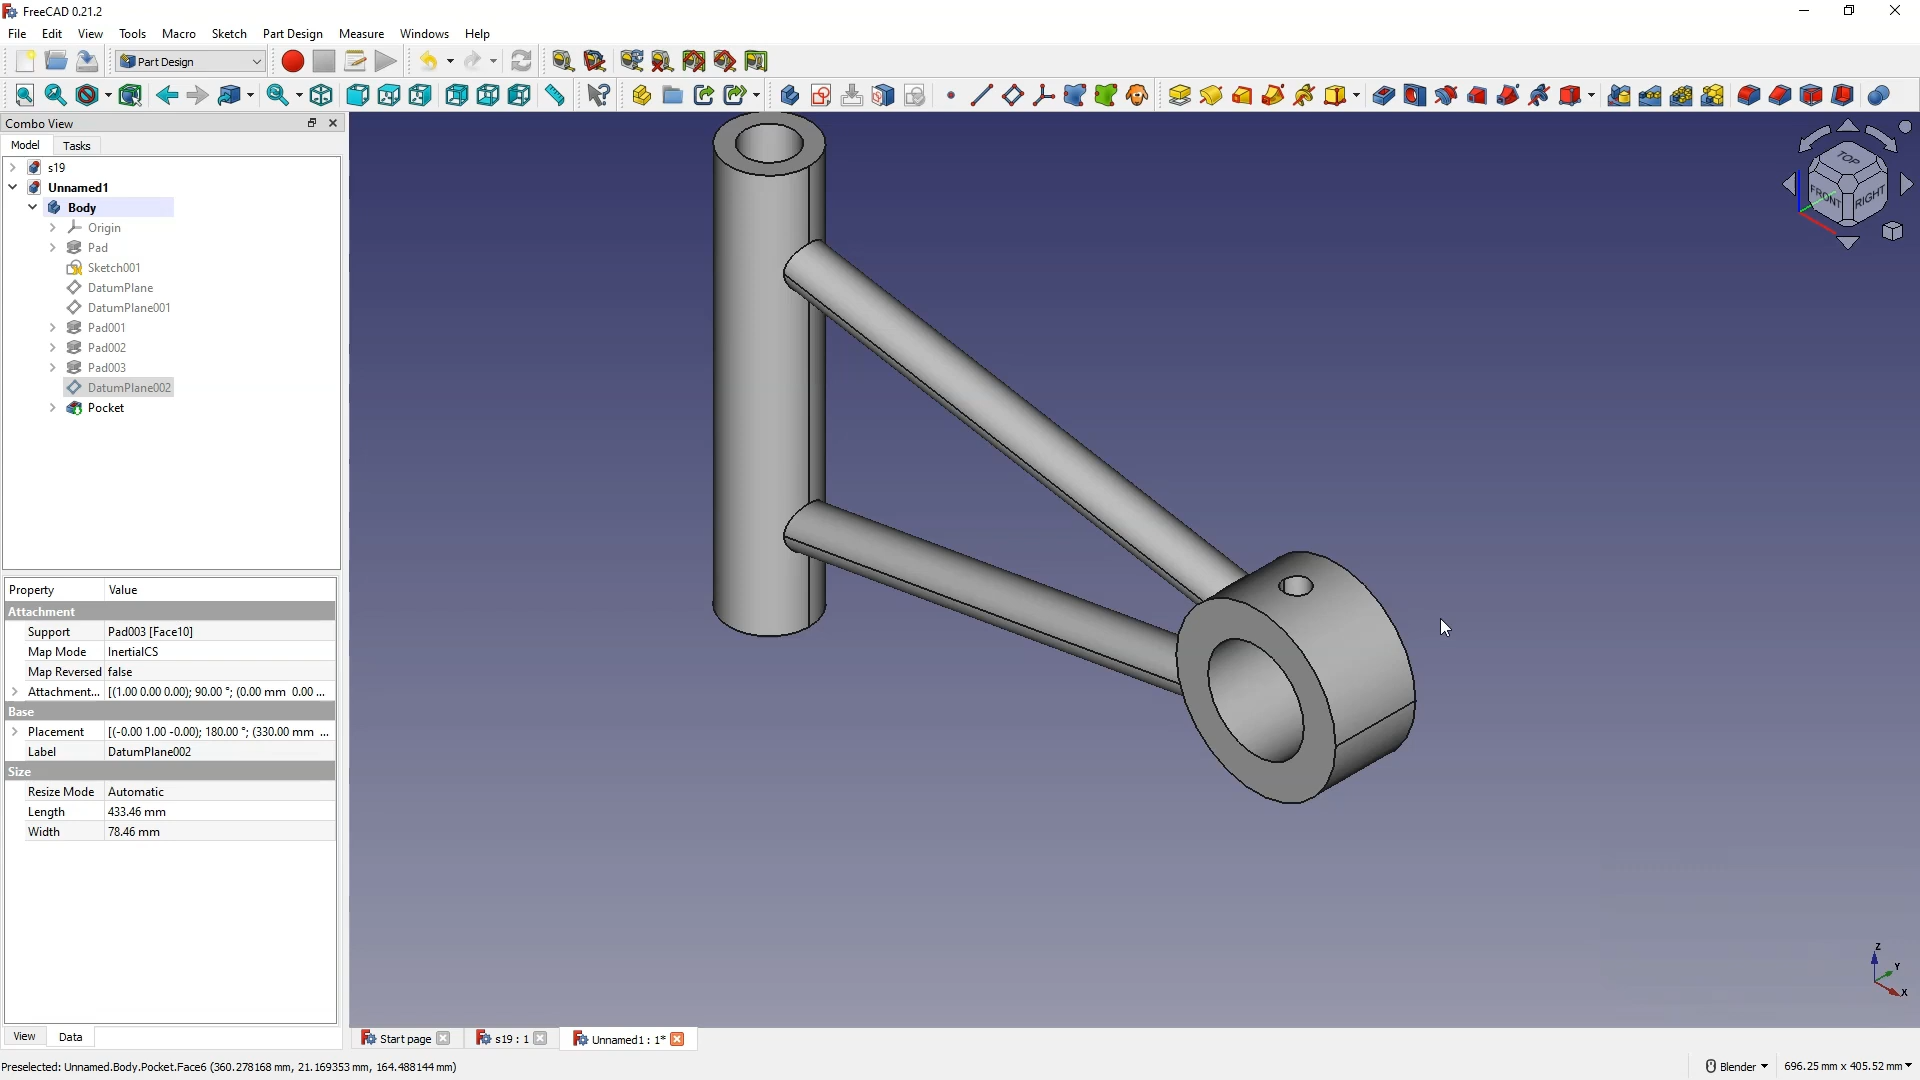 FreeCAD 0.21.2
File Edit View Tools Macro Sketch Part Design Measure Windows Help
Part Design
Combo View
Model Tasks
s19
Unnamed1
Body
Origin
Pad
Sketch001
DatumPlane
DatumPlane001
Pad001
Pad002
Pad003
DatumPlane002
Pocket
Property Value
Attachment
Support Pad003 [Face10]
Map Mode InertialCS
Map Reversed false
Attachment... [(1.00 0.00 0.00); 90.00 °; (0.00 mm 0.00 ...
Base
Placement [(-0.00 1.00 -0.00); 180.00 °; (330.00 mm ...
Label DatumPlane002
Size
Resize Mode Automatic
Length 433.46 mm
Width 78.46 mm
View Data
TOP
FRONT RIGHT
Z
Y
X
Start page s19 : 1 Unnamed1 : 1*
Preselected: Unnamed.Body.Pocket.Face6 (360.278168 mm, 21.169353 mm, 164.488144 mm)
Blender 696.25 mm x 405.52 mm